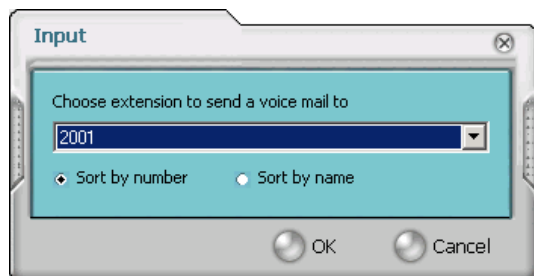 Input
Choose extension to send a voice mail to
2001
Sort by number Sort by name
OK Cancel